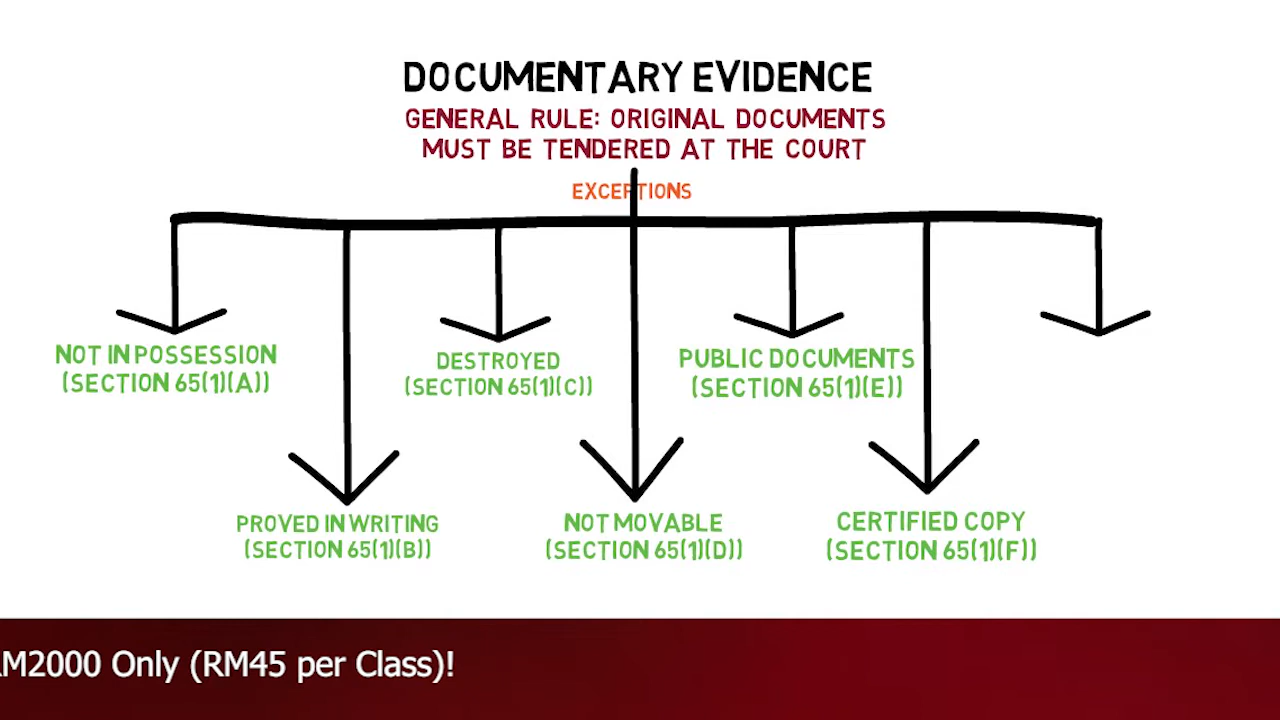 DOCUMENTARY EVIDENCE
GENERAL RULE: ORIGINAL DOCUMENTS
MUST BE TENDERED AT THE COURT
EXCEPTIONS
NOT IN POSSESSION
(SECTION 65(1)(A))
PROVED IN WRITING
(SECTION 65(1)(B))
DESTROYED
(SECTION 65(1)(C))
NOT MOVABLE
(SECTION 65(1)(D))
PUBLIC DOCUMENTS
(SECTION 65(1)(E))
CERTIFIED COPY
(SECTION 65(1)(F))
RM2000 Only (RM45 per Class)!